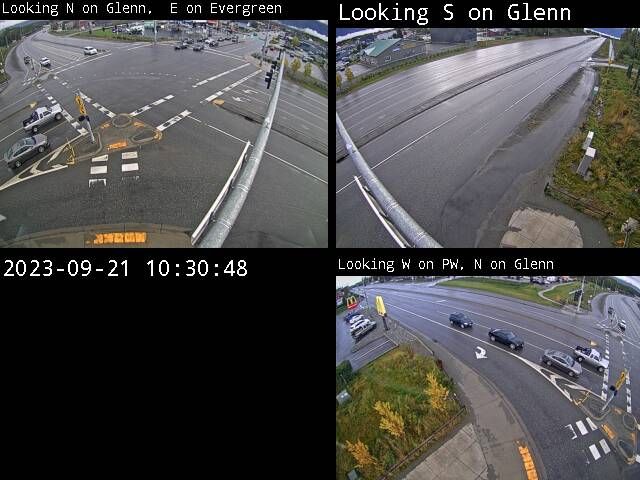 Looking N on Glenn, E on Evergreen
Looking S on Glenn
2023-09-21 10:30:48
Looking W on PW, N on Glenn